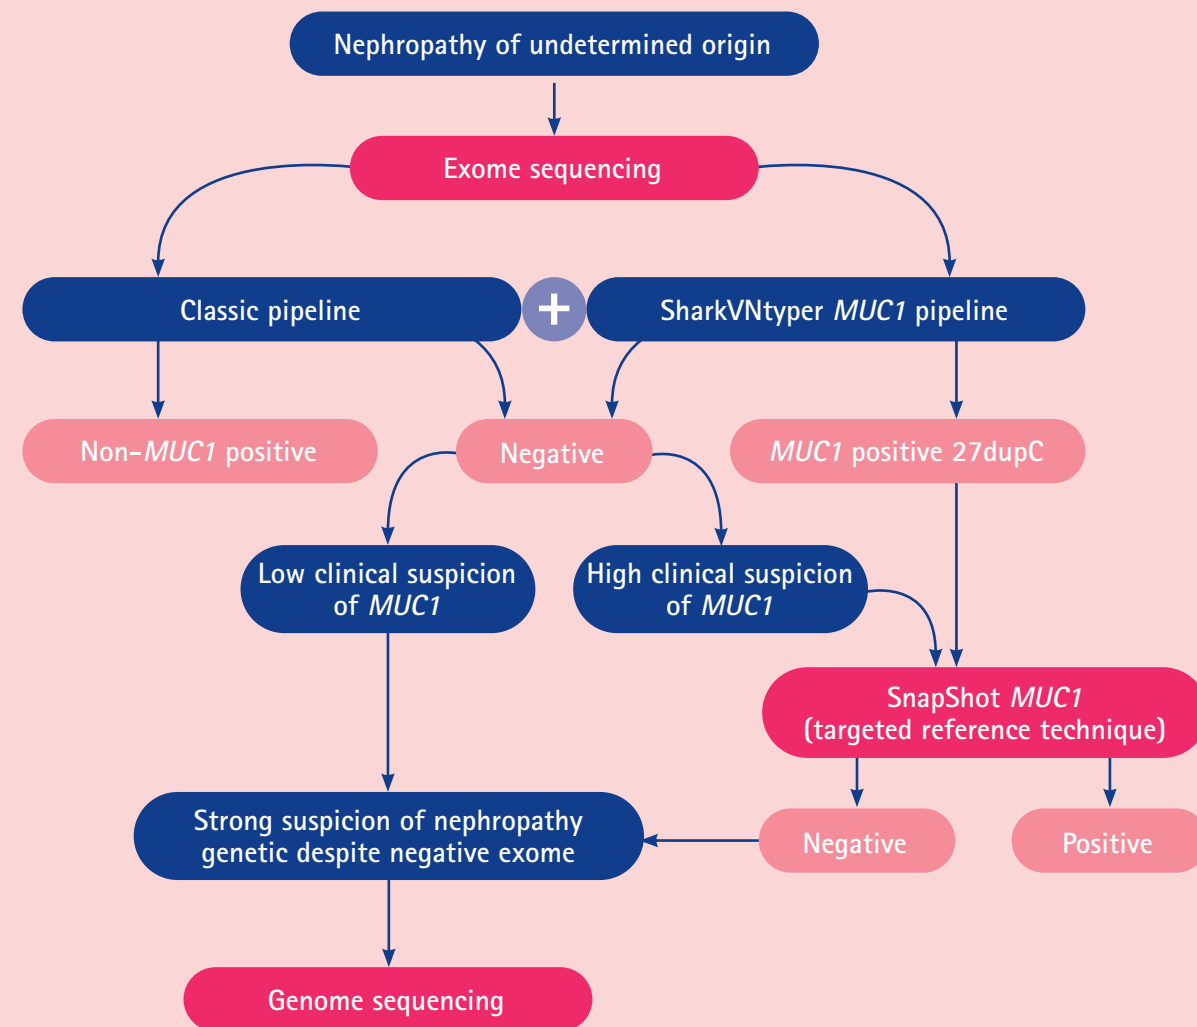 Nephropathy of undetermined origin
Exome sequencing
Classic pipeline
+
SharkVNtyper MUC1 pipeline
Non-MUC1 positive
Negative
MUC1 positive 27dupC
Low clinical suspicion
of MUC1
High clinical suspicion
of MUC1
SnapShot MUC1
(targeted reference technique)
Strong suspicion of nephropathy
genetic despite negative exome
Negative
Positive
Genome sequencing